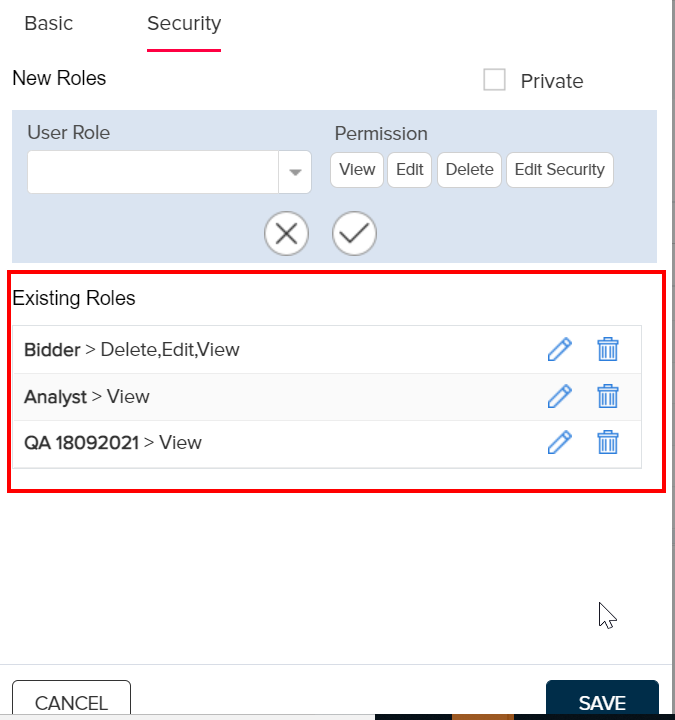 Basic Security
New Roles Private
User Role Permission
View Edit Delete Edit Security
Existing Roles
Bidder > Delete,Edit,View
Analyst > View
QA 18092021 > View
CANCEL SAVE